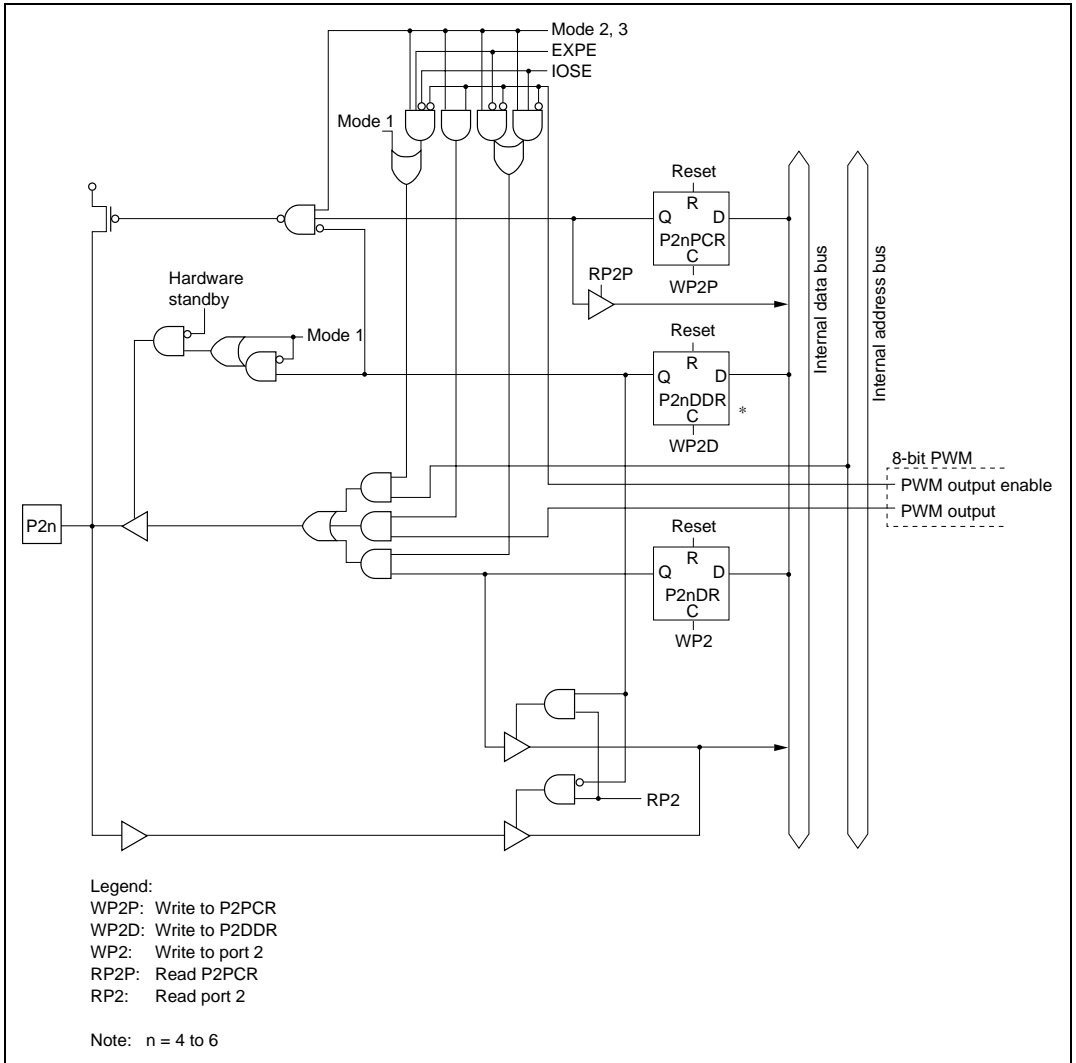 Mode 2, 3
EXPE
IOSE
Mode 1
Reset
R
Q D
P2nPCR
C
WP2P
RP2P
Hardware
standby
Mode 1
Reset
R
Q D
P2nDDR
C
*
WP2D
Internal data bus
Internal address bus
8-bit PWM
PWM output enable
PWM output
P2n
Reset
R
Q D
P2nDR
C
WP2
RP2
Legend:
WP2P: Write to P2PCR
WP2D: Write to P2DDR
WP2: Write to port 2
RP2P: Read P2PCR
RP2: Read port 2
Note: n = 4 to 6